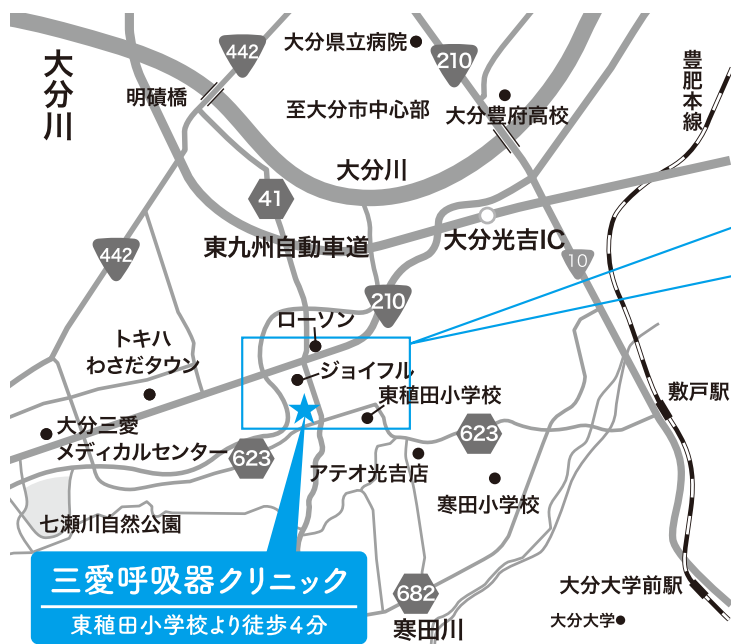 大分川
442
大分県立病院
210
豊肥本線
明磧橋
至大分市中心部
大分豊府高校
大分川
41
東九州自動車道
大分光吉IC
442
10
210
ローソン
トキハ
わさだタウン
ジョイフル
東稙田小学校
敷戸駅
大分三愛
メディカルセンター
623
623
アテオ光吉店
寒田小学校
七瀬川自然公園
三愛呼吸器クリニック
東稙田小学校より徒歩4分
682
寒田川
大分大学前駅
大分大学